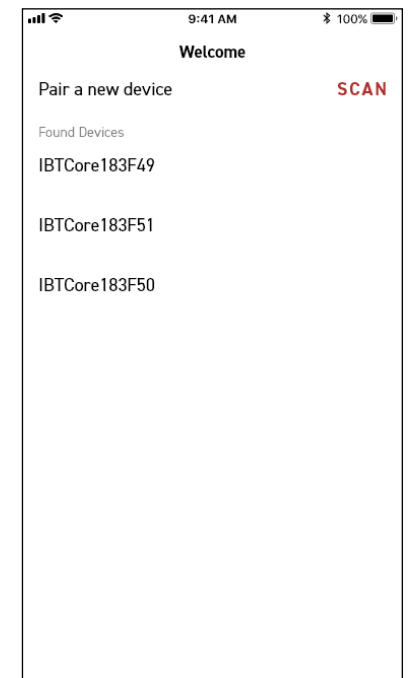 9:41 AM 100%
Welcome
Pair a new device SCAN
Found Devices
IBTCore183F49
IBTCore183F51
IBTCore183F50